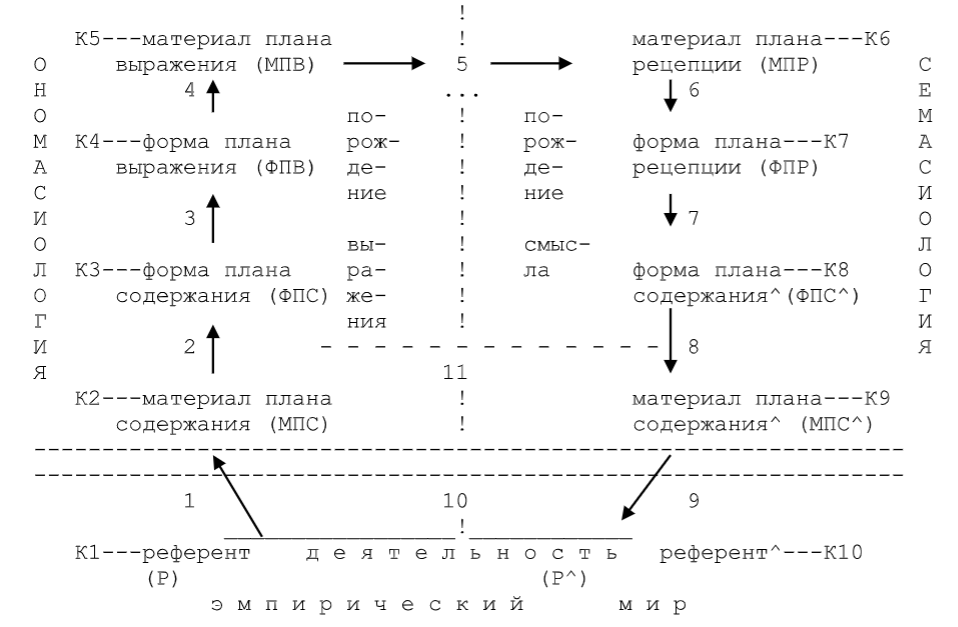 !
К5---материал плана ! материал плана---К6
О выражения (МПВ) 5 рецепции (МПР) С
Н 4 ... 6 Е
О по- ! по- М
М К4---форма плана рож- ! рож- форма плана---К7 А
А выражения (ФПВ) де- ! де- рецепции (ФПР) С
С ние ! ние И
И 3 ! 7 О
О вы- ! смыс- Л
Л К3---форма плана ра- ! ла форма плана---К8 О
О содержания (ФПС) же- ! содержания^(ФПС^) Г
Г ния ! И
И 2 - - - - - - - - - - - - - 8 Я
Я 11
К2---материал плана ! материал плана---К9
содержания (МПС) ! содержания^ (МПС^)
1 10 9
!
К1---референт д е я т е л ь н о с т ь референт^---К10
(Р) (Р^)
э м п и р и ч е с к и й м и р